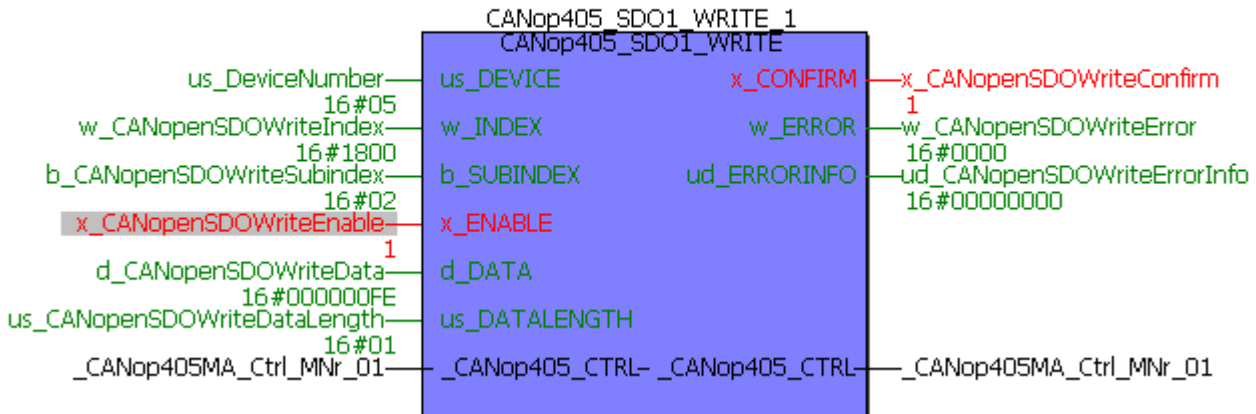 CANop405_SDO1_WRITE_1
CANop405_SDO1_WRITE
us_DeviceNumber us_DEVICE x_CONFIRM x_CANopenSDOWriteConfirm
16#05 1
w_CANopenSDOWriteIndex w_INDEX w_ERROR w_CANopenSDOWriteError
16#1800 16#0000
b_CANopenSDOWriteSubindex b_SUBINDEX ud_ERRORINFO ud_CANopenSDOWriteErrorInfo
16#02 16#00000000
x_CANopenSDOWriteEnable x_ENABLE
1
d_CANopenSDOWriteData d_DATA
16#000000FE
us_CANopenSDOWriteDataLength us_DATALENGTH
16#01
_CANop405MA_Ctrl_MNr_01 _CANop405_CTRL _CANop405_CTRL _CANop405MA_Ctrl_MNr_01